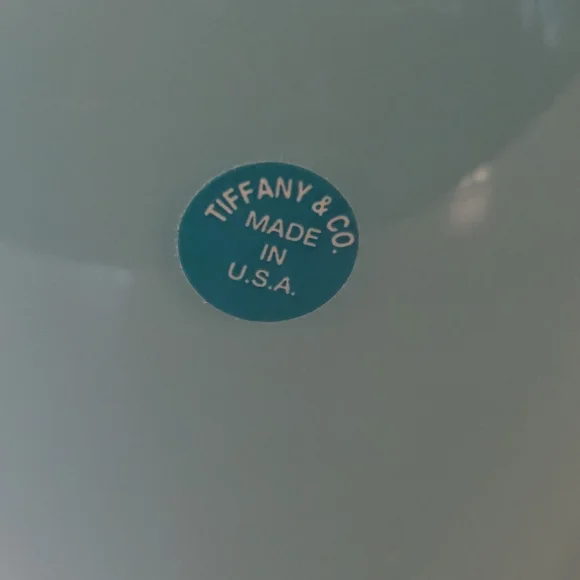 TIFFANY & CO.
MADE
IN
U.S.A.